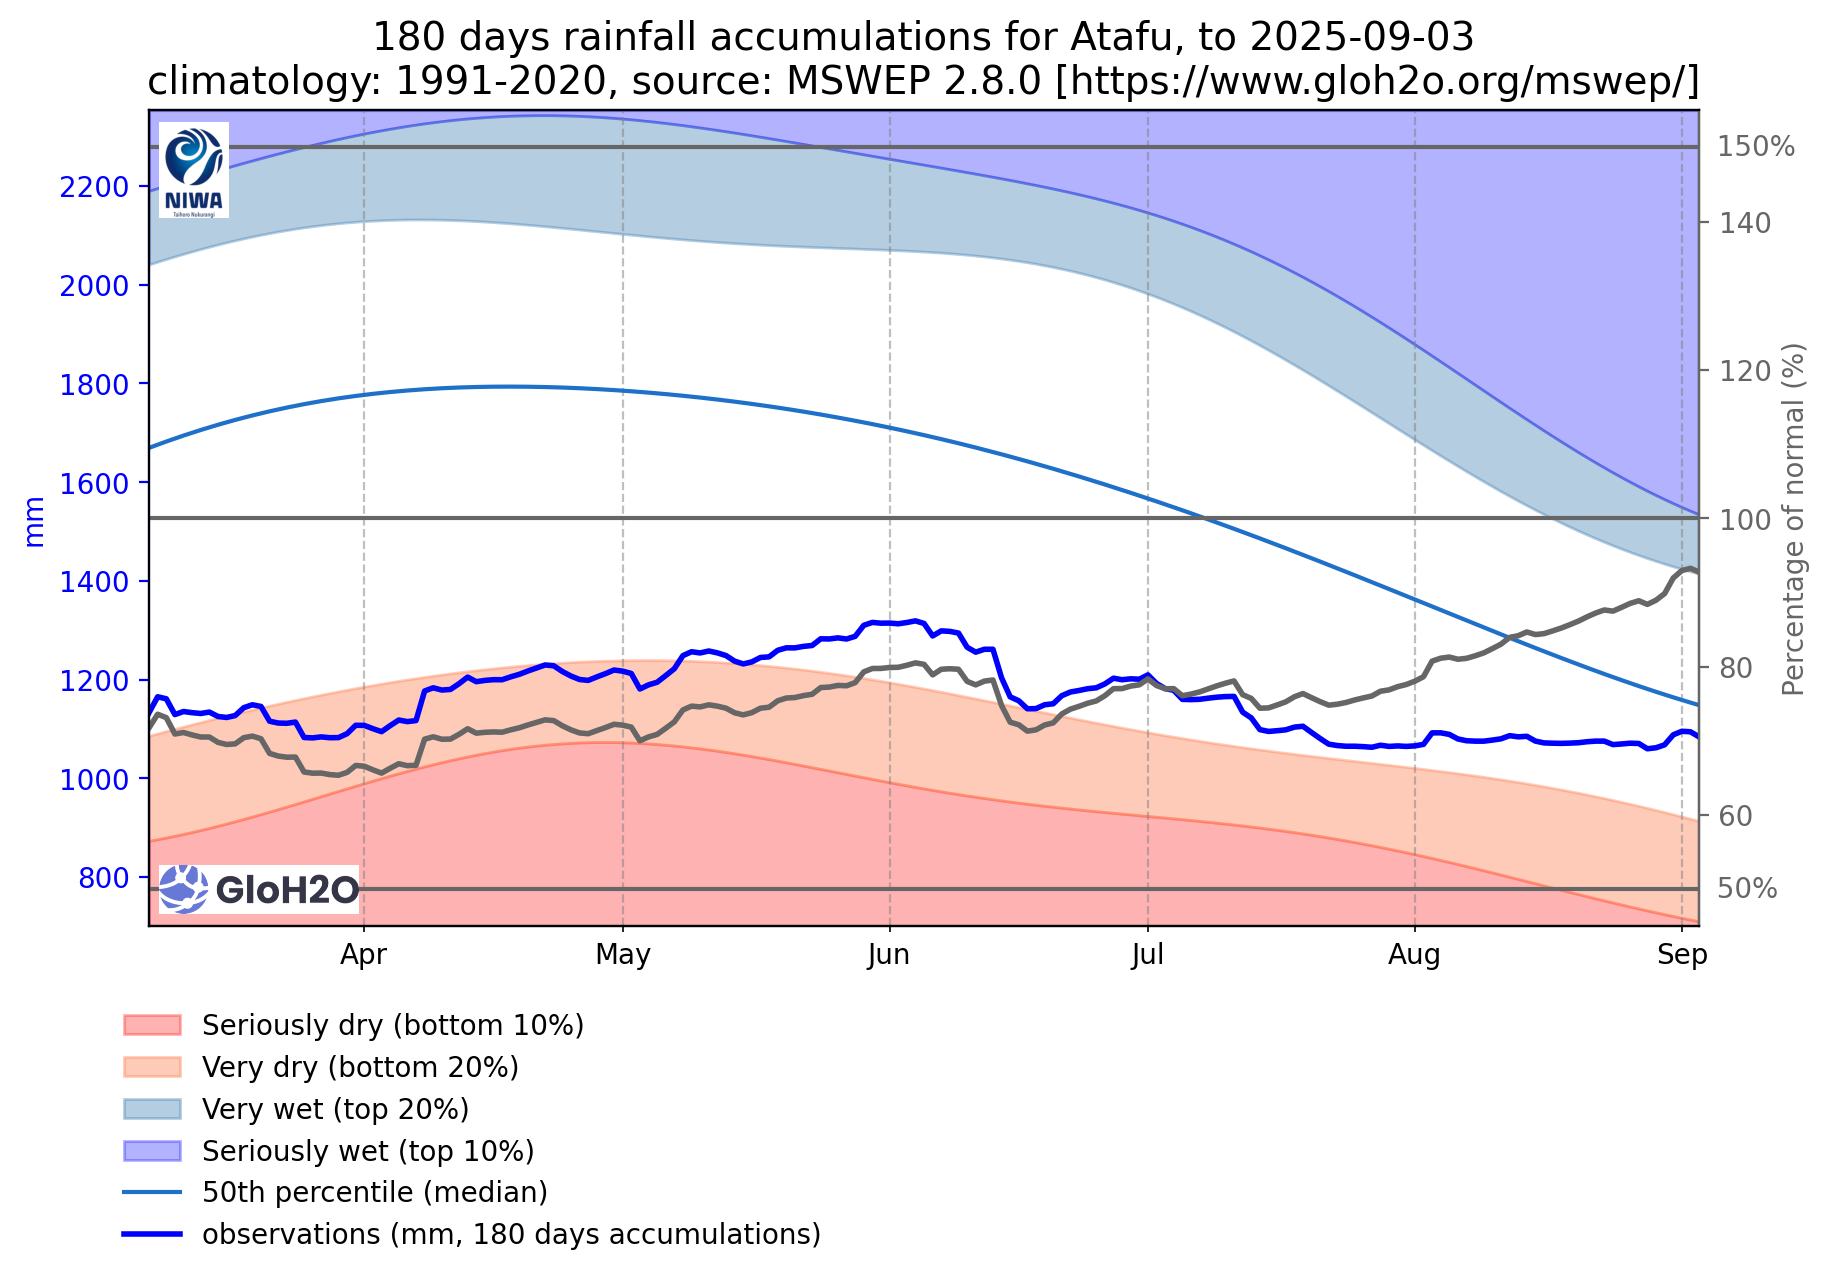 180 days rainfall accumulations for Atafu, to 2025-09-03
climatology: 1991-2020, source: MSWEP 2.8.0 [https://www.gloh2o.org/mswep/]
NIWA
Taihoro Nukurangi
2200
2000
1800
1600
1400
1200
1000
800
mm
150%
140
120
100
80
60
50%
Percentage of normal (%)
GloH2O
Apr
May
Jun
Jul
Aug
Sep
Seriously dry (bottom 10%)
Very dry (bottom 20%)
Very wet (top 20%)
Seriously wet (top 10%)
50th percentile (median)
observations (mm, 180 days accumulations)